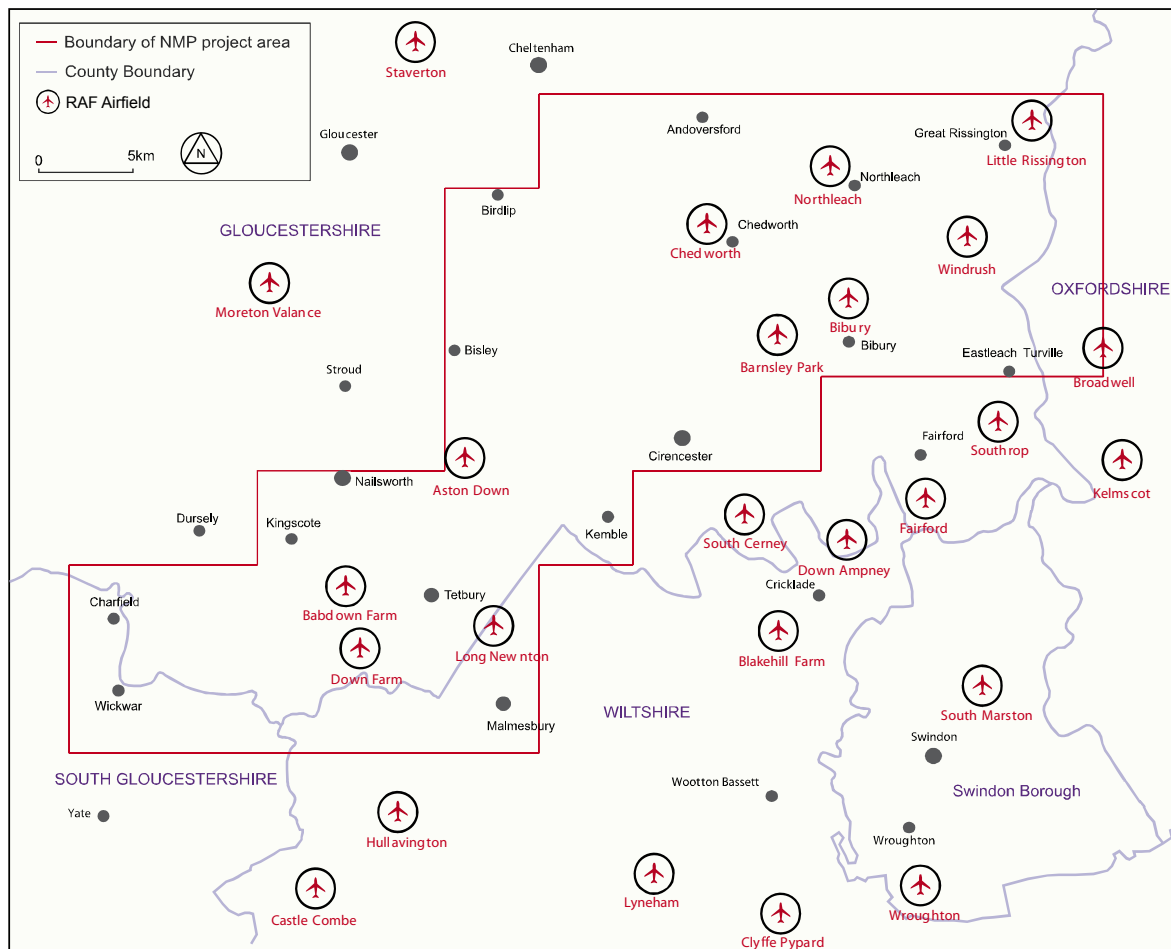 Boundary of NMP project area
County Boundary
RAF Airfield
0
5km
N
Staverton
Cheltenham
Gloucester
Andoversford
Great Rissington
Little Rissington
Northleach
Northleach
Birdlip
GLOUCESTERSHIRE
Chedworth
Chedworth
Windrush
OXFORDSHIRE
Moreton Valance
Bibury
Bibury
Barnsley Park
Bisley
Stroud
Eastleach Turville
Broadwell
Cirencester
Fairford
Southrop
Aston Down
Nailsworth
Kelmscot
Dursely
Kingscote
Kemble
South Cerney
Fairford
Down Ampney
Cricklade
Charfield
Babdown Farm
Tetbury
Long Newnton
Blakehill Farm
Down Farm
Wickwar
Malmesbury
WILTSHIRE
South Marston
Swindon
SOUTH GLOUCESTERSHIRE
Wootton Bassett
Swindon Borough
Yate
Hullavington
Wroughton
Castle Combe
Lyneham
Wroughton
Clyffe Pypard